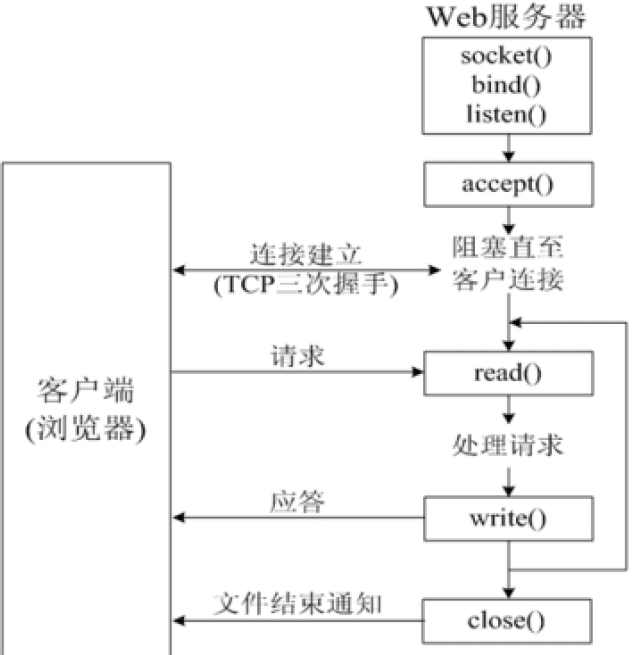 Web服务器
socket()
bind()
listen()
accept()
阻塞直至
客户连接
连接建立
(TCP三次握手)
请求
read()
客户端
(浏览器)
处理请求
应答
write()
文件结束通知
close()